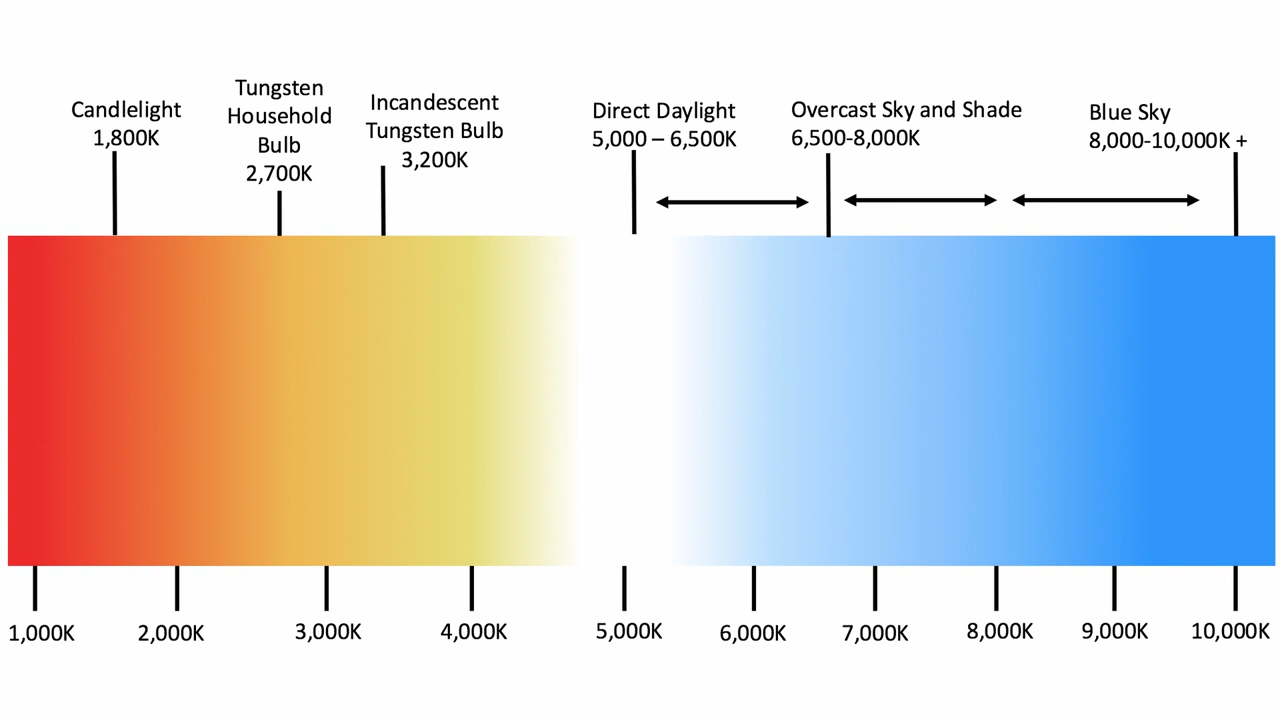 Candlelight
1,800K
Tungsten
Household
Bulb
2,700K
Incandescent
Tungsten Bulb
3,200K
Direct Daylight
5,000 – 6,500K
Overcast Sky and Shade
6,500-8,000K
Blue Sky
8,000-10,000K +
1,000K
2,000K
3,000K
4,000K
5,000K
6,000K
7,000K
8,000K
9,000K
10,000K